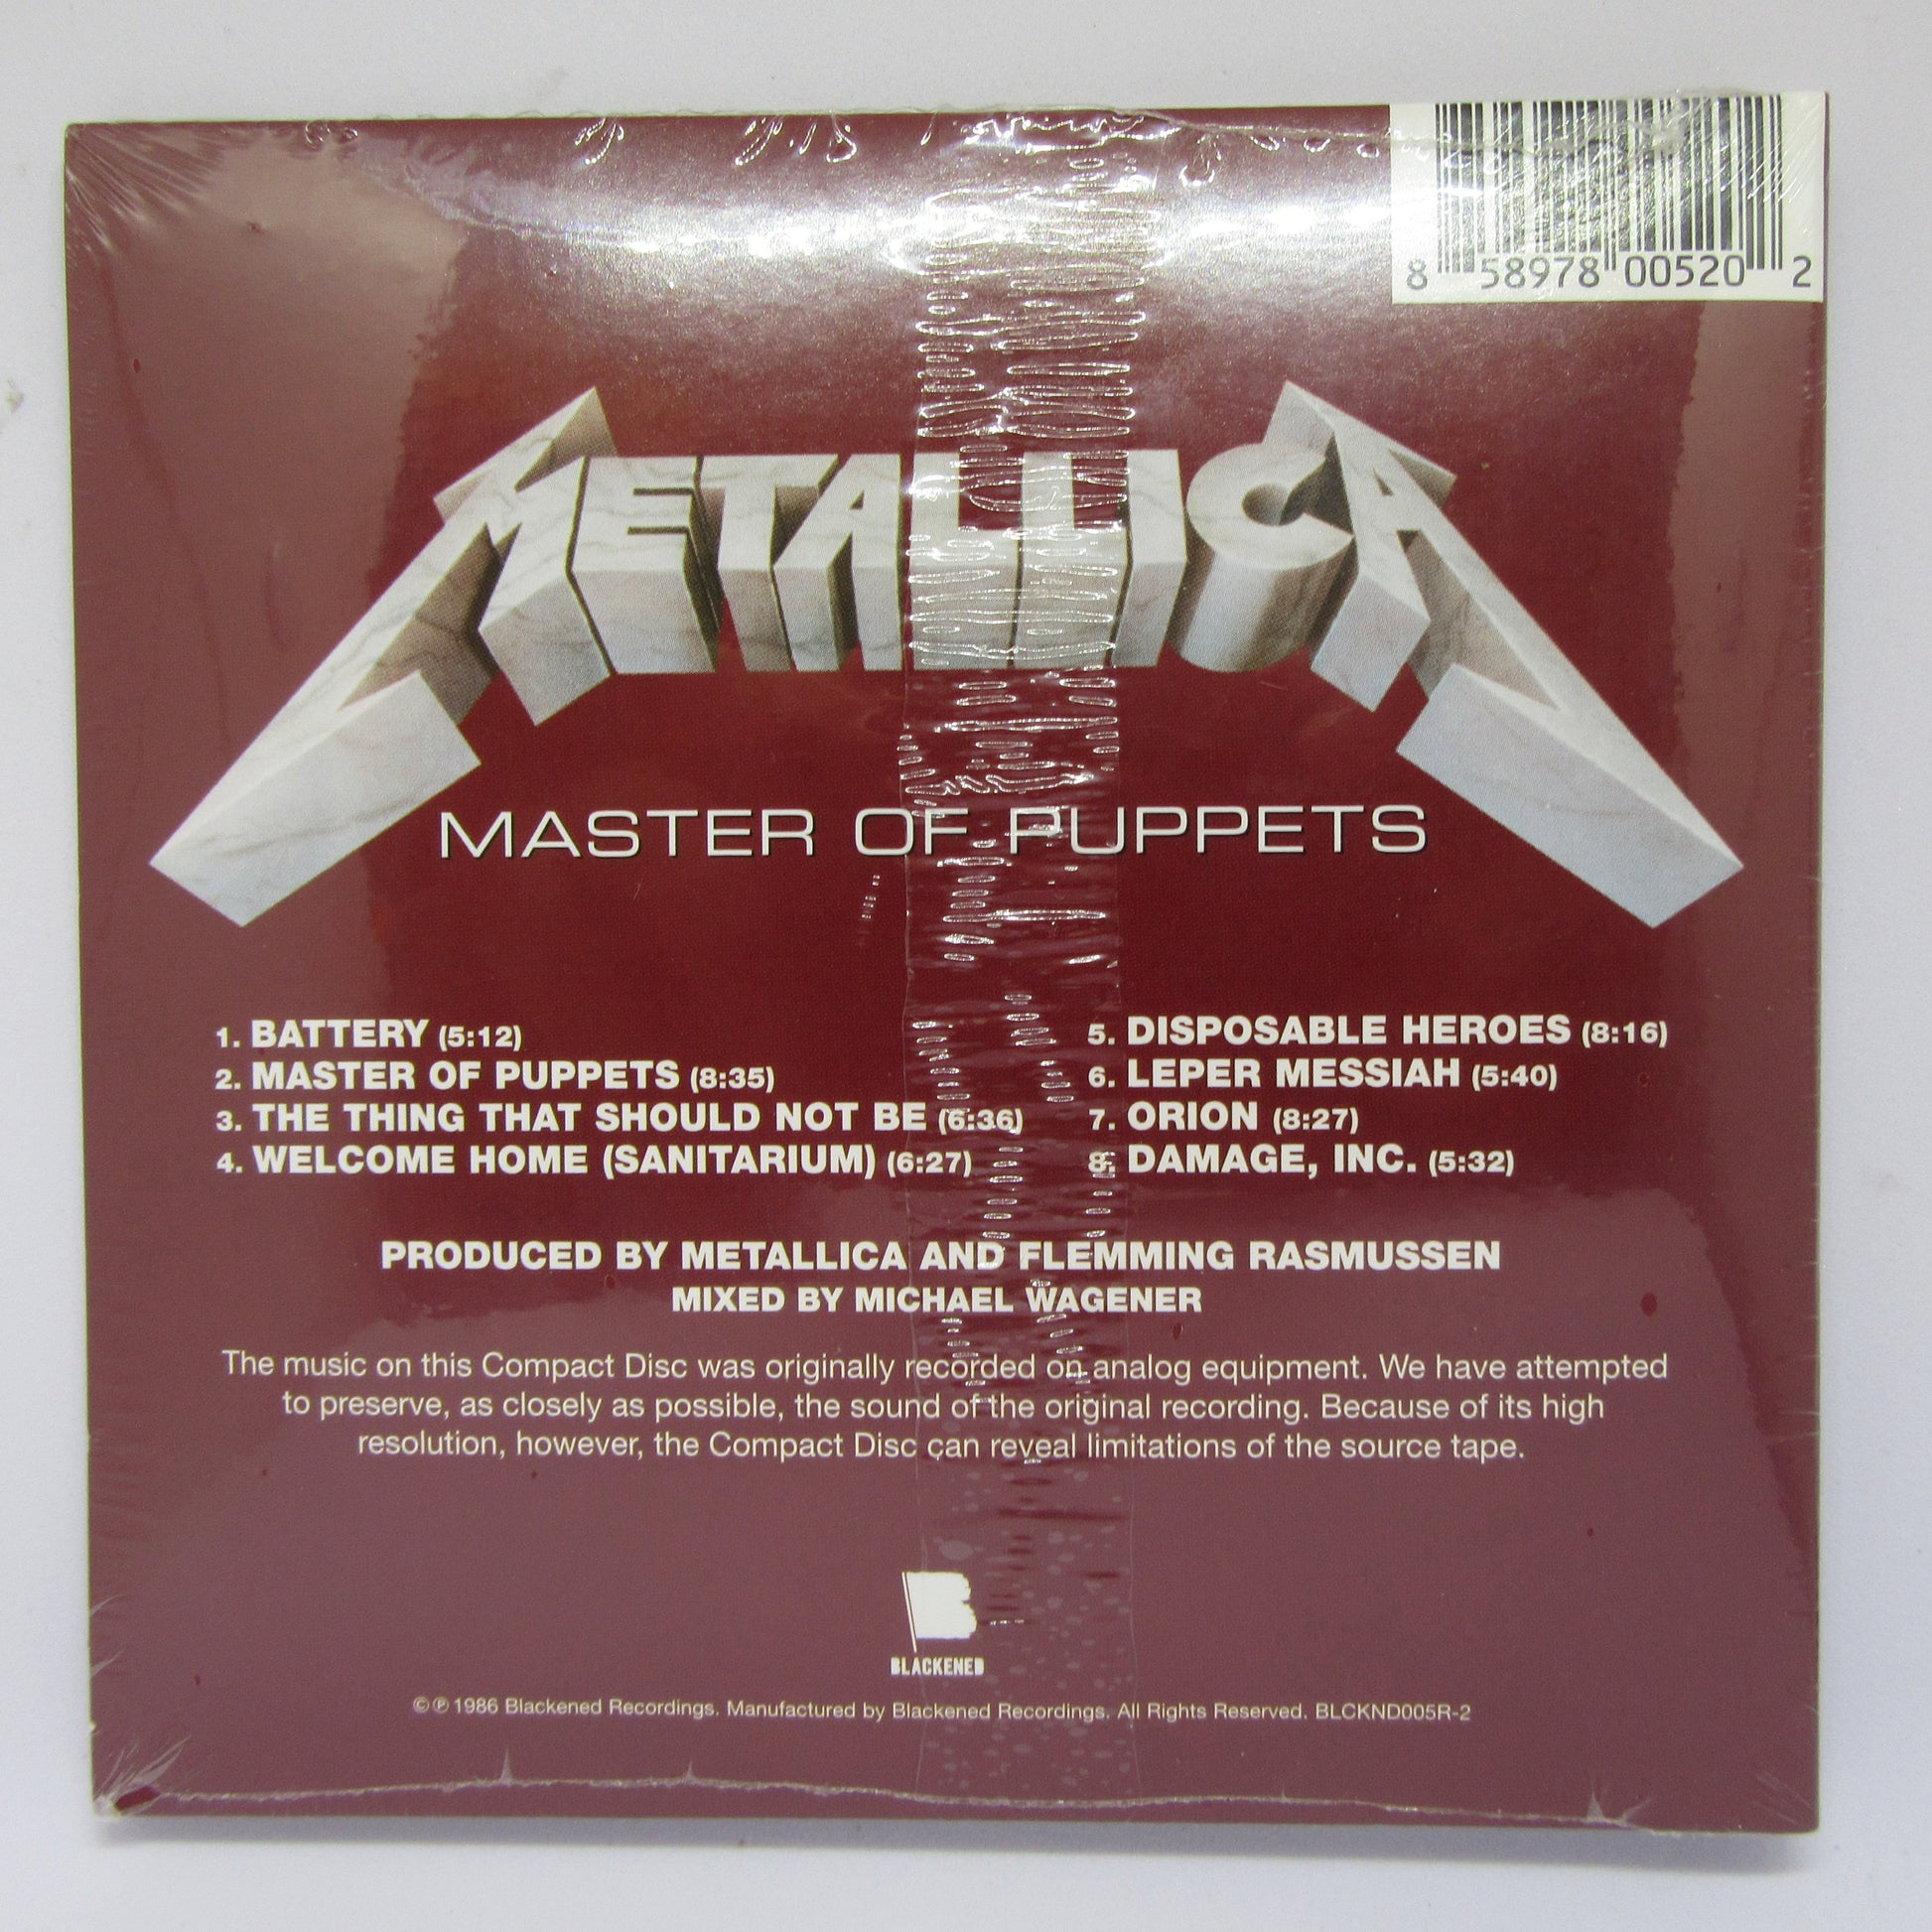 8 58978 00520 2
METALLICA
MASTER OF PUPPETS
1. BATTERY (5:12)
2. MASTER OF PUPPETS (8:35)
3. THE THING THAT SHOULD NOT BE (6:36)
4. WELCOME HOME (SANITARIUM) (6:27)
5. DISPOSABLE HEROES (8:16)
6. LEPER MESSIAH (5:40)
7. ORION (8:27)
8. DAMAGE, INC. (5:32)
PRODUCED BY METALLICA AND FLEMMING RASMUSSEN
MIXED BY MICHAEL WAGENER
The music on this Compact Disc was originally recorded on analog equipment. We have attempted
to preserve, as closely as possible, the sound of the original recording. Because of its high
resolution, however, the Compact Disc can reveal limitations of the source tape.
B
BLACKENED
©℗ 1986 Blackened Recordings. Manufactured by Blackened Recordings. All Rights Reserved. BLCKND005R-2